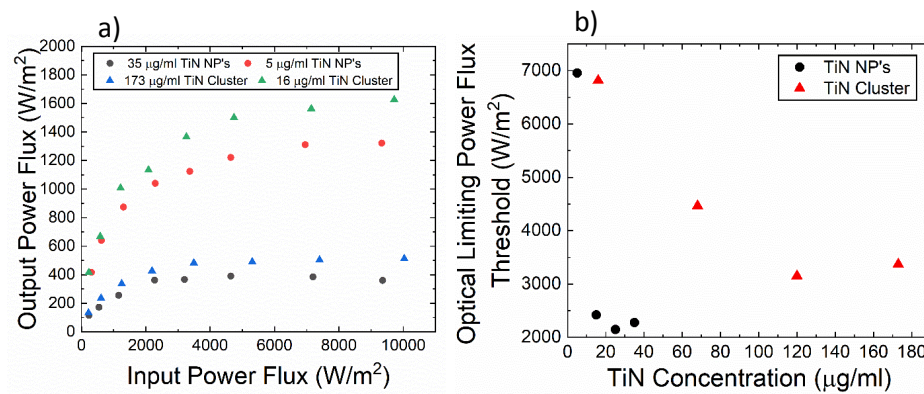 a)
2000
1800
1600
1400
1200
1000
800
600
400
200
0
Output Power Flux (W/m²)
35 μg/ml TiN NP's
5 μg/ml TiN NP's
173 μg/ml TiN Cluster
16 μg/ml TiN Cluster
0 2000 4000 6000 8000 10000
Input Power Flux (W/m²)
b)
7000
6000
5000
4000
3000
2000
Optical Limiting Power Flux
Threshold (W/m²)
TiN NP's
TiN Cluster
0 20 40 60 80 100 120 140 160 180
TiN Concentration (μg/ml)